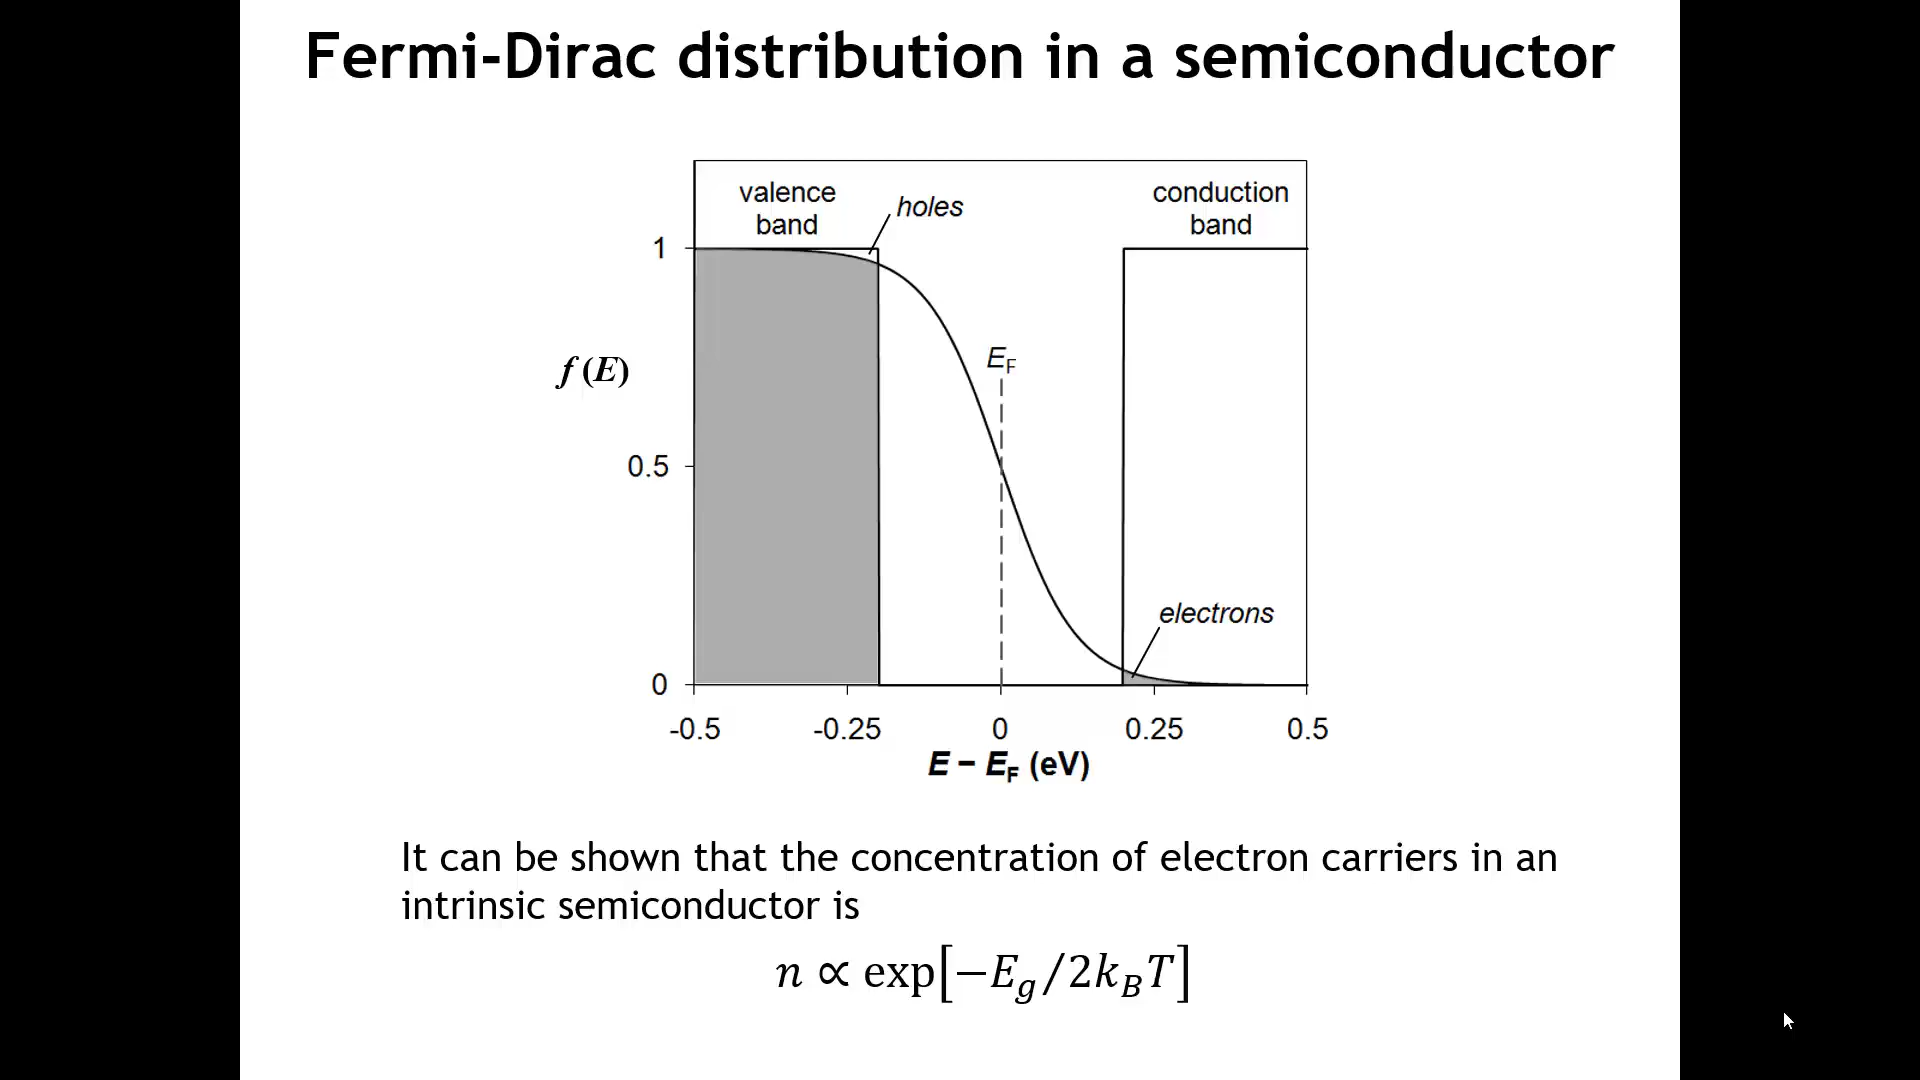 Fermi-Dirac distribution in a semiconductor
valence
band
holes
conduction
band
1
f (E)
E_F
0.5
electrons
0
-0.5 -0.25 0 0.25 0.5
E − E_F (eV)
It can be shown that the concentration of electron carriers in an
intrinsic semiconductor is
n ∝ exp[−E_g/2k_BT]